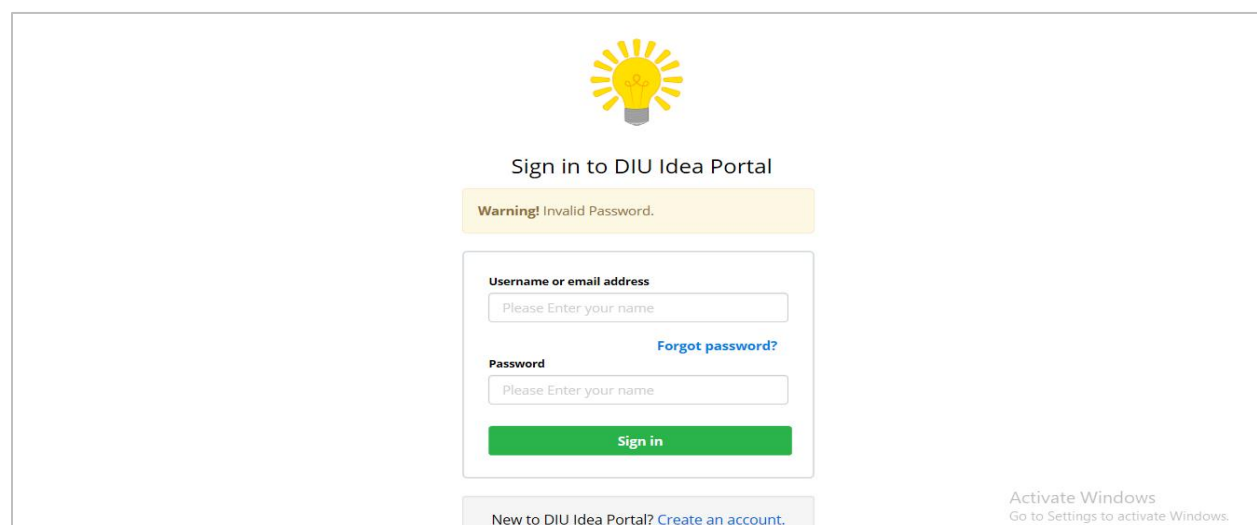 Sign in to DIU Idea Portal
Warning! Invalid Password.
Username or email address
Please Enter your name
Forgot password?
Password
Please Enter your name
Sign in
New to DIU Idea Portal? Create an account.
Activate Windows
Go to Settings to activate Windows.